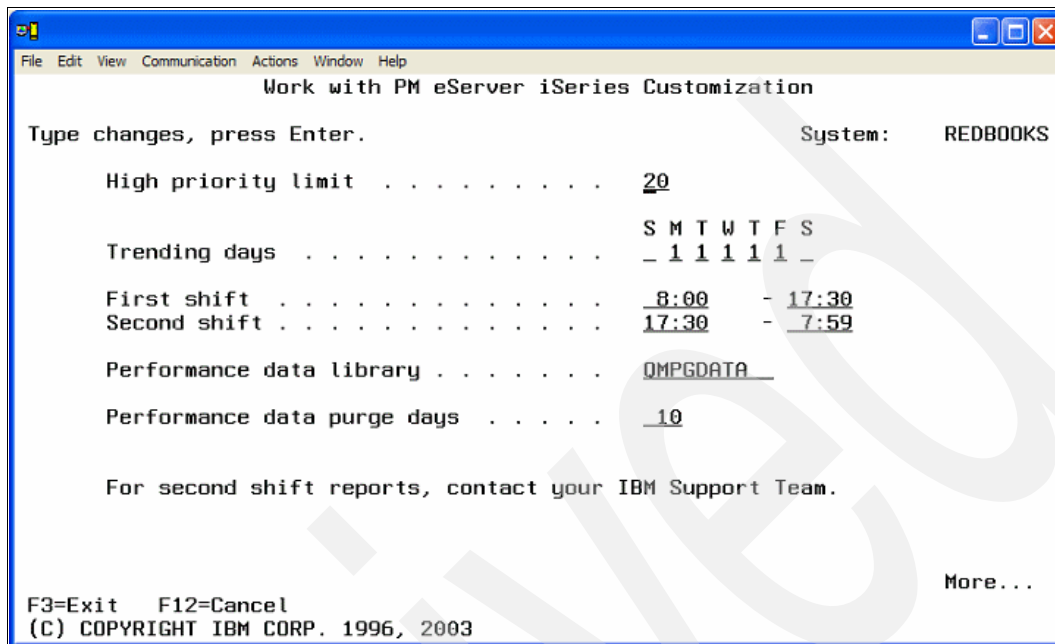 File Edit View Communication Actions Window Help
Work with PM eServer iSeries Customization
Type changes, press Enter. System: REDBOOKS
High priority limit . . . . . . . . . 20
S M T W T F S
Trending days . . . . . . . . . . . . _ 1 1 1 1 1 _
First shift . . . . . . . . . . . . . 8:00 - 17:30
Second shift . . . . . . . . . . . . . 17:30 - 7:59
Performance data library . . . . . . . QMPGDATA
Performance data purge days . . . . . 10
For second shift reports, contact your IBM Support Team.
More...
F3=Exit F12=Cancel
(C) COPYRIGHT IBM CORP. 1996, 2003